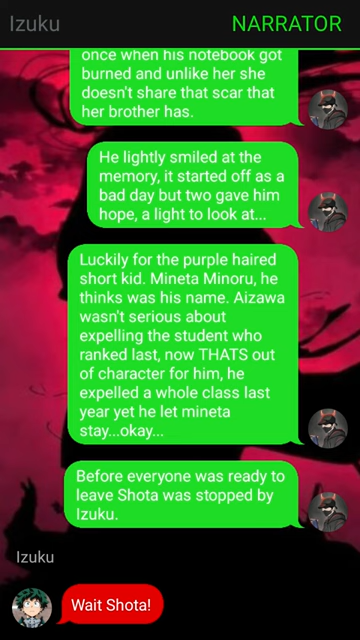 Izuku
NARRATOR
once when his notebook got
burned and unlike her she
doesn't share that scar that
her brother has.
He lightly smiled at the
memory, it started off as a
bad day but two gave him
hope, a light to look at...
Luckily for the purple haired
short kid. Mineta Minoru, he
thinks was his name. Aizawa
wasn't serious about
expelling the student who
ranked last, now THATS out
of character for him, he
expelled a whole class last
year yet he let mineta
stay...okay...
Before everyone was ready to
leave Shota was stopped by
Izuku.
Izuku
Wait Shota!